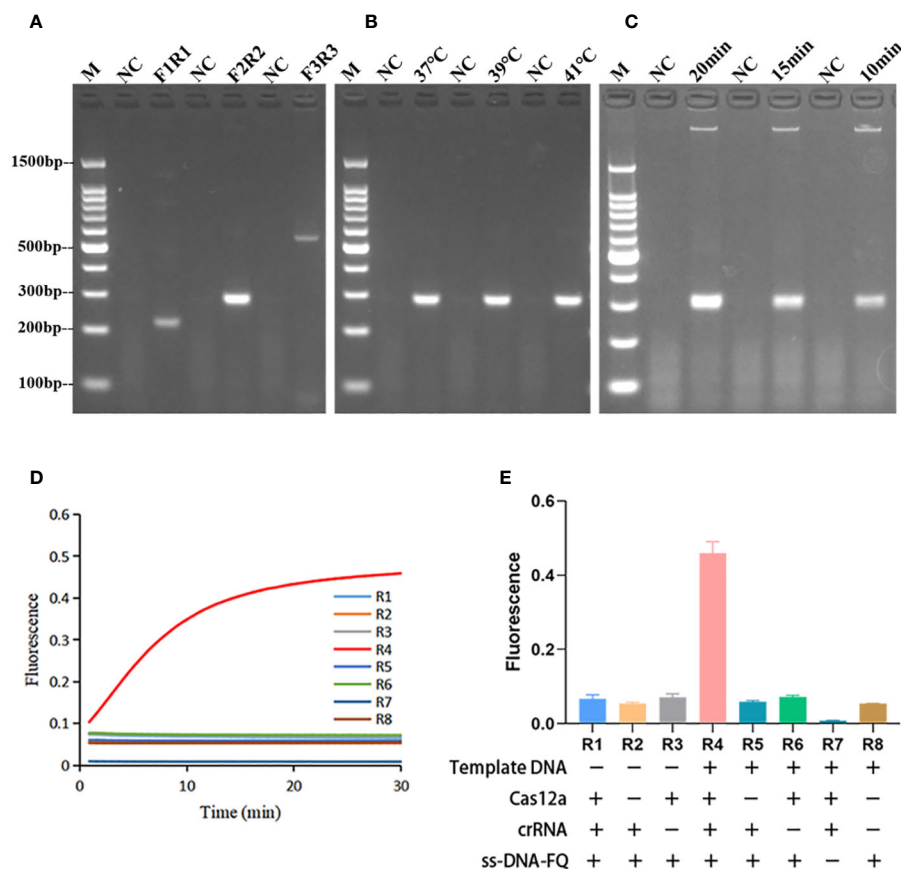 A B C
M NC F1R1 NC F2R2 NC F3R3 M NC 37°C NC 39°C NC 41°C M NC 20min NC 15min NC 10min
1500bp--
500bp--
300bp--
200bp--
100bp--
D E
0.6
0.5
0.4
0.3
0.2
0.1
0
Fluorescence
R1
R2
R3
R4
R5
R6
R7
R8
0 10 20 30
Time (min)
0.6
0.4
0.2
0.0
Fluorescence
R1 R2 R3 R4 R5 R6 R7 R8
Template DNA − − − + + + + +
Cas12a + − + + − + + −
crRNA + + − + + − + −
ss-DNA-FQ + + + + + + − +